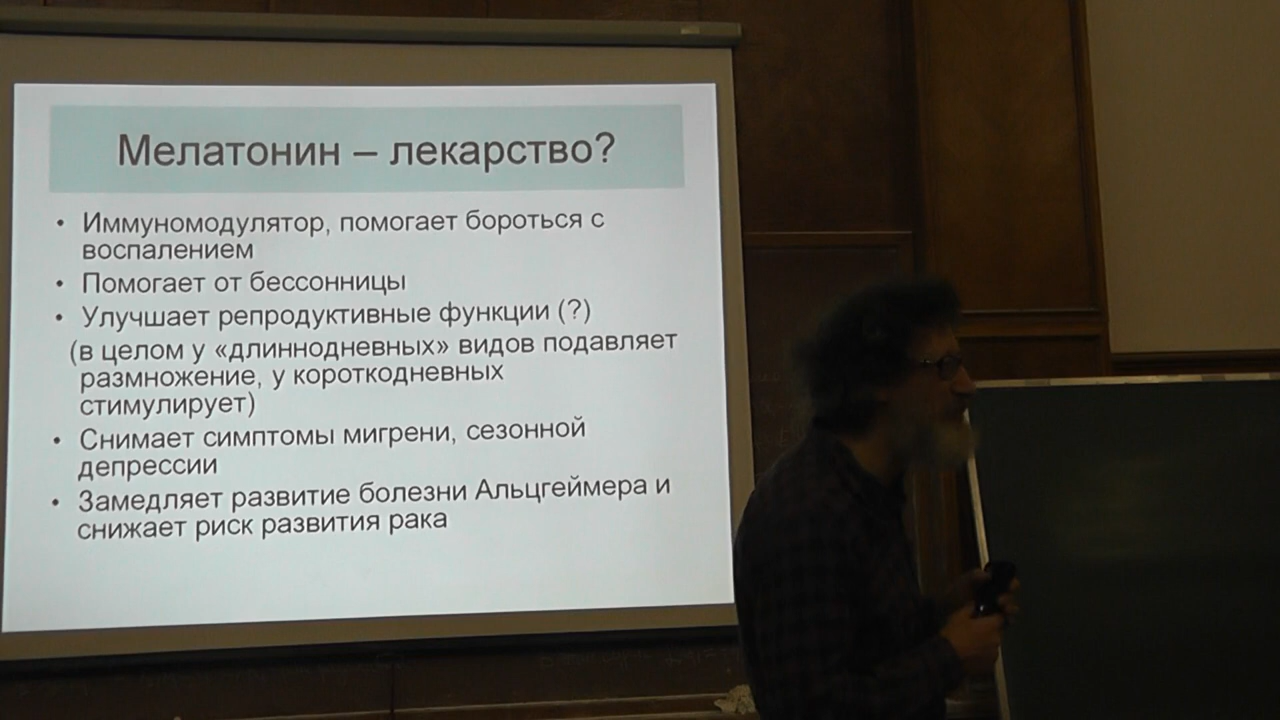 Мелатонин – лекарство?
• Иммуномодулятор, помогает бороться с
воспалением
• Помогает от бессонницы
• Улучшает репродуктивные функции (?)
(в целом у «длиннодневных» видов подавляет
размножение, у короткодневных
стимулирует)
• Снимает симптомы мигрени, сезонной
депрессии
• Замедляет развитие болезни Альцгеймера и
снижает риск развития рака